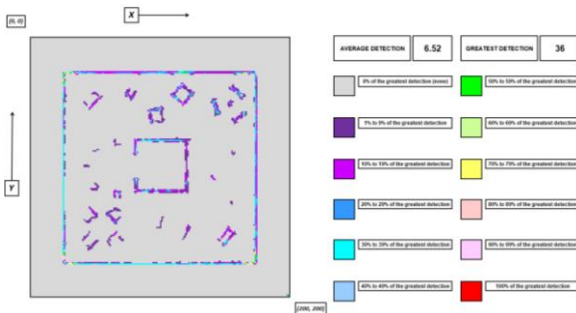 X
(0, 0)
Y
(200, 200)
AVERAGE DETECTION 6.52 GREATEST DETECTION 36
0% of the greatest detection (none)
1% to 9% of the greatest detection
10% to 19% of the greatest detection
20% to 29% of the greatest detection
30% to 39% of the greatest detection
40% to 49% of the greatest detection
50% to 59% of the greatest detection
60% to 69% of the greatest detection
70% to 79% of the greatest detection
80% to 89% of the greatest detection
90% to 99% of the greatest detection
100% of the greatest detection